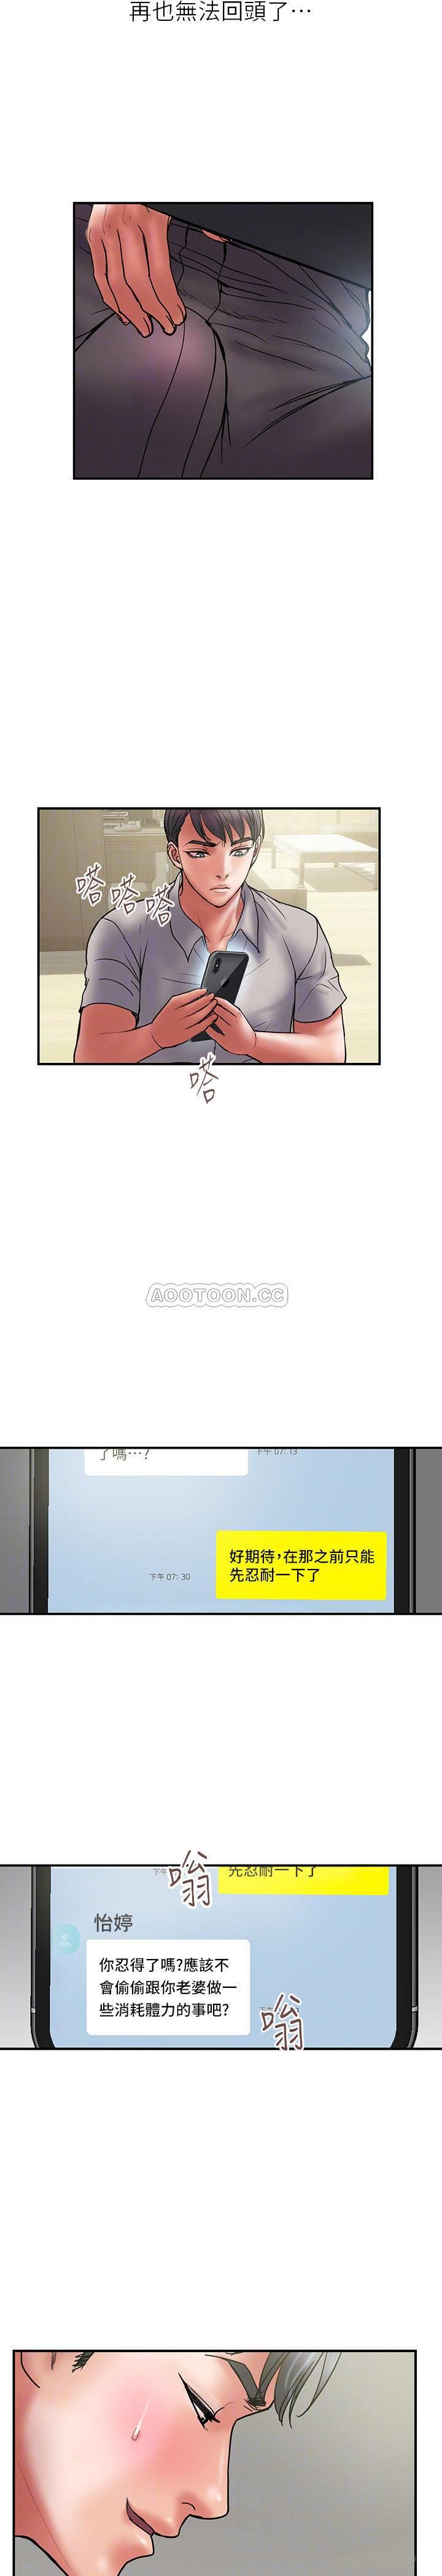 再也無法回頭了…
嗒
嗒
嗒
嗒
AOOTOON.CC
了嗎…?
下午 07:13
好期待,在那之前只能
先忍耐一下了
下午 07:30
嗡
下午
先忍耐一下了
怡婷
你忍得了嗎?應該不
會偷偷跟你老婆做一
些消耗體力的事吧?
嗡